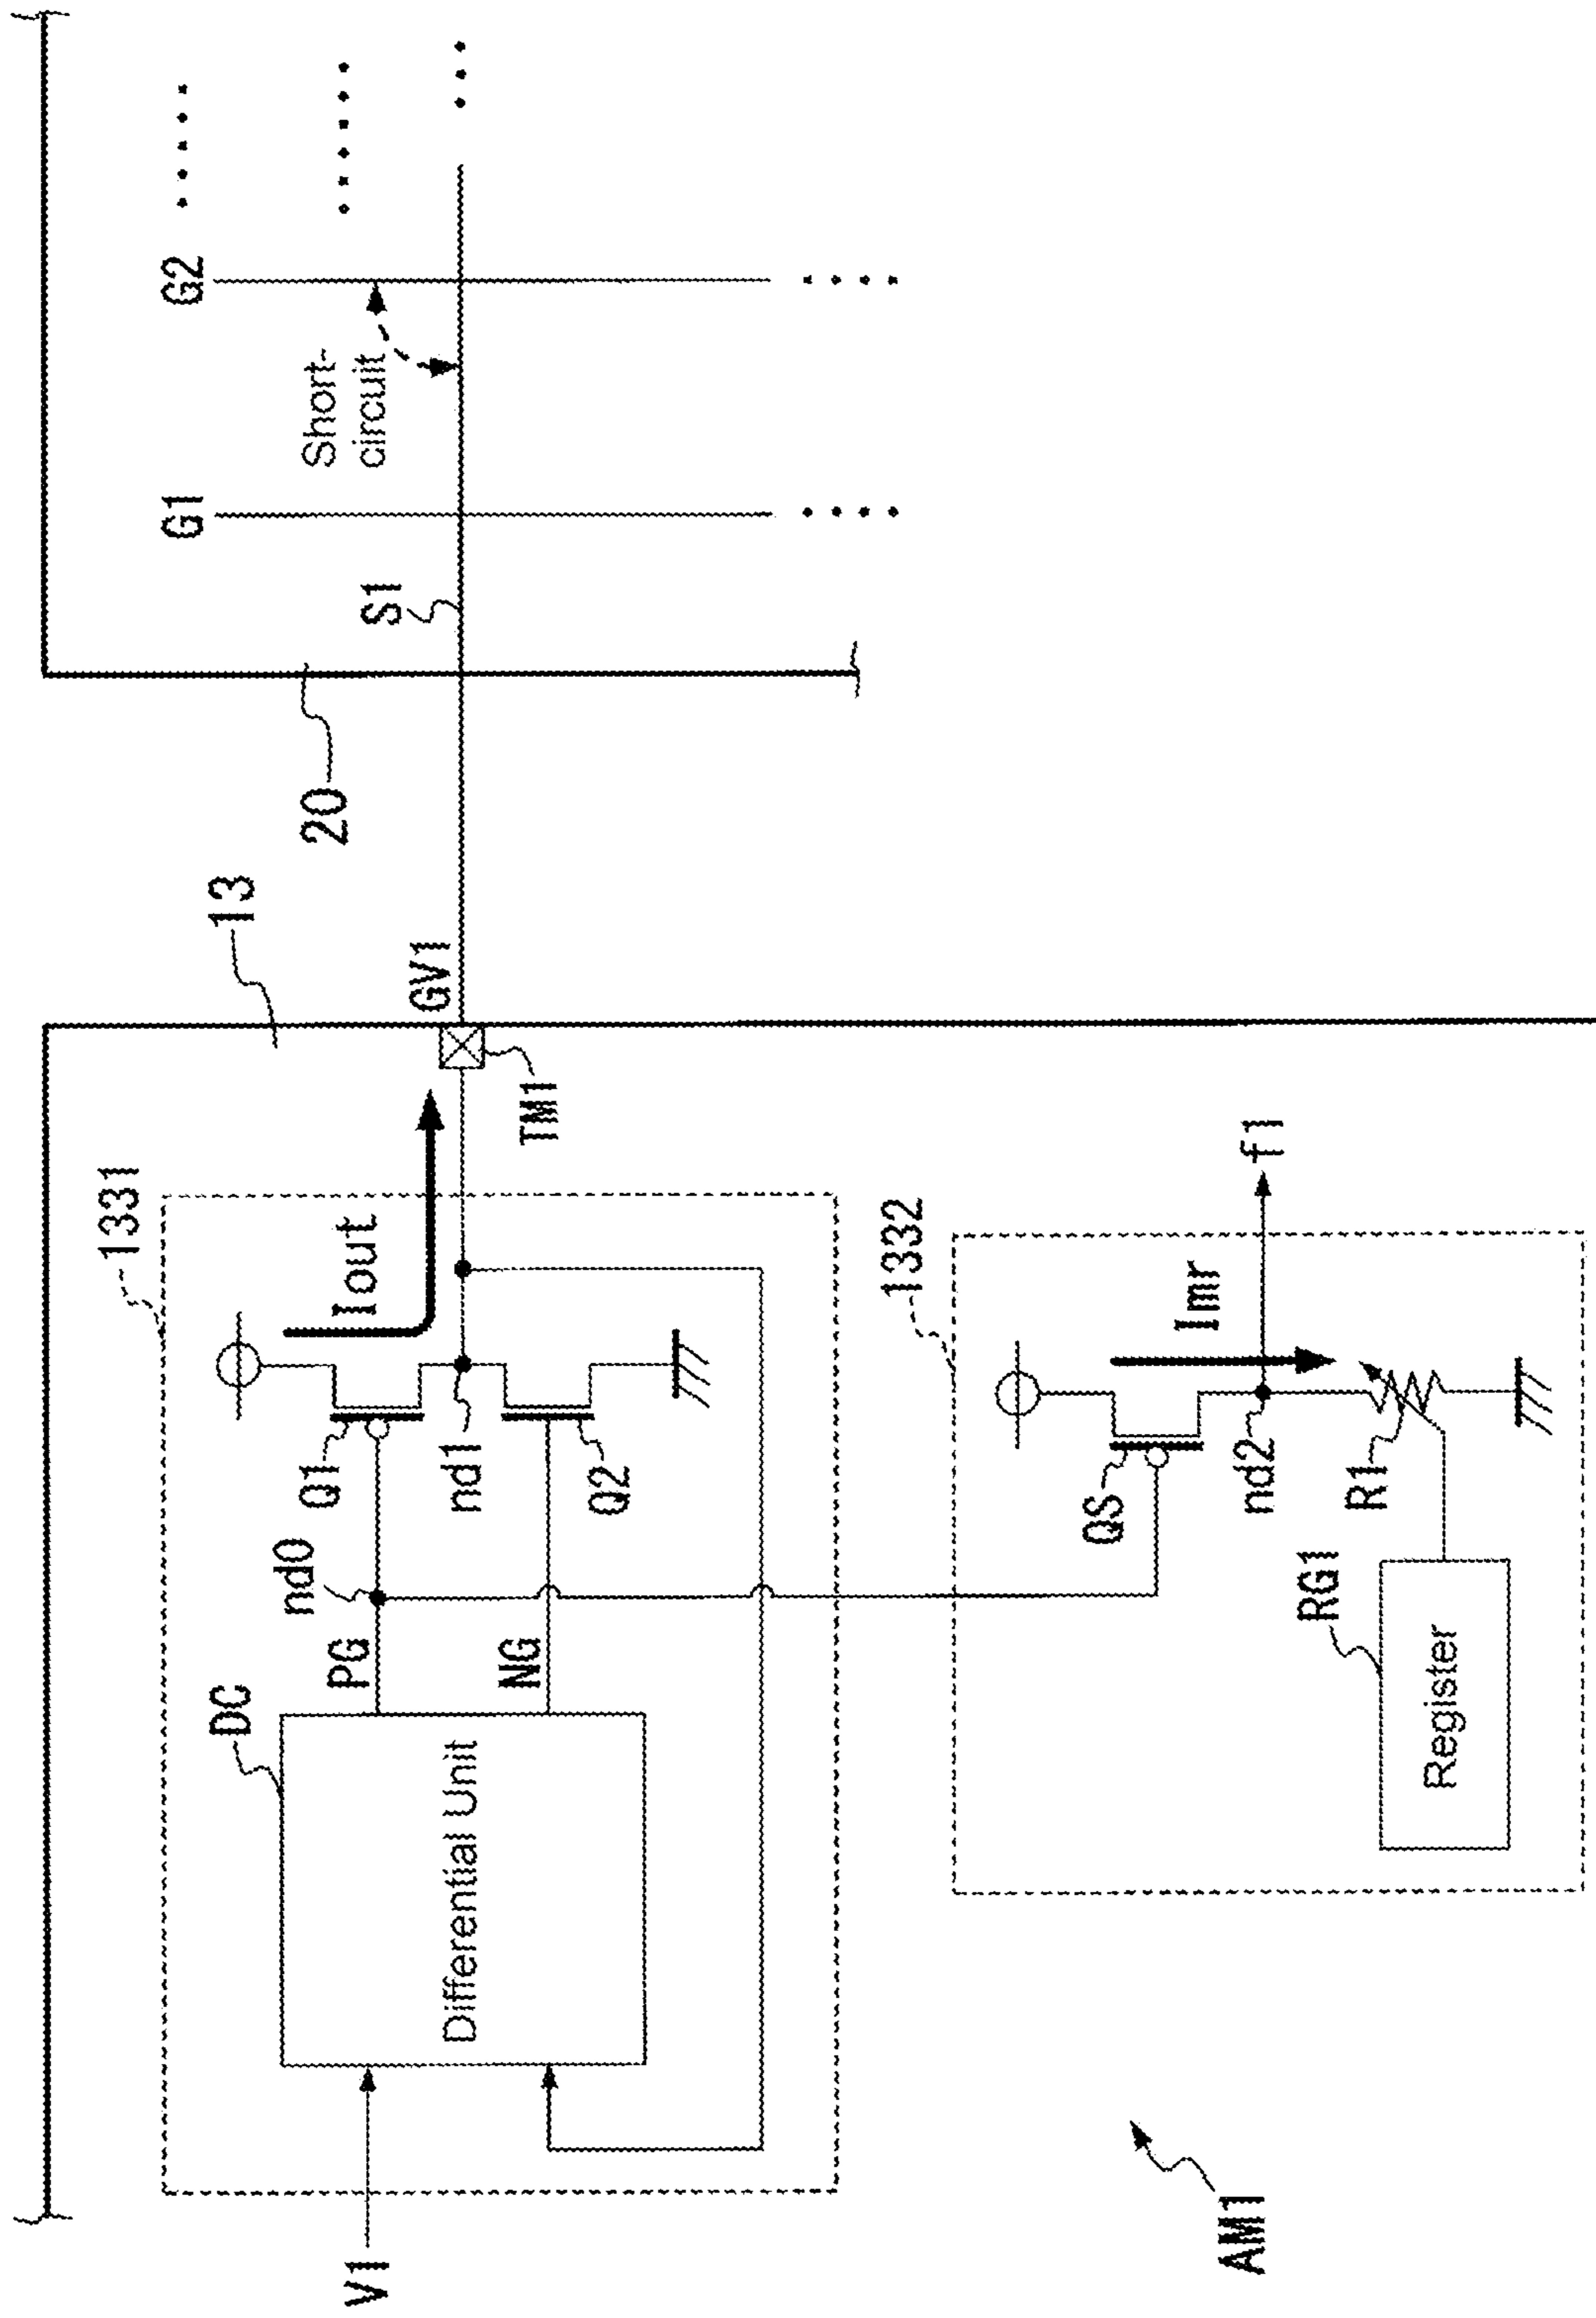 1331
13
20
G1
G2
Iout
Q1
nd0
DC
PG
Short-
circuit
V1
S1
GV1
nd1
Differential Unit
NG
Q2
TM1
1332
QS
Imr
nd2
f1
AM1
RG1
R1
Register